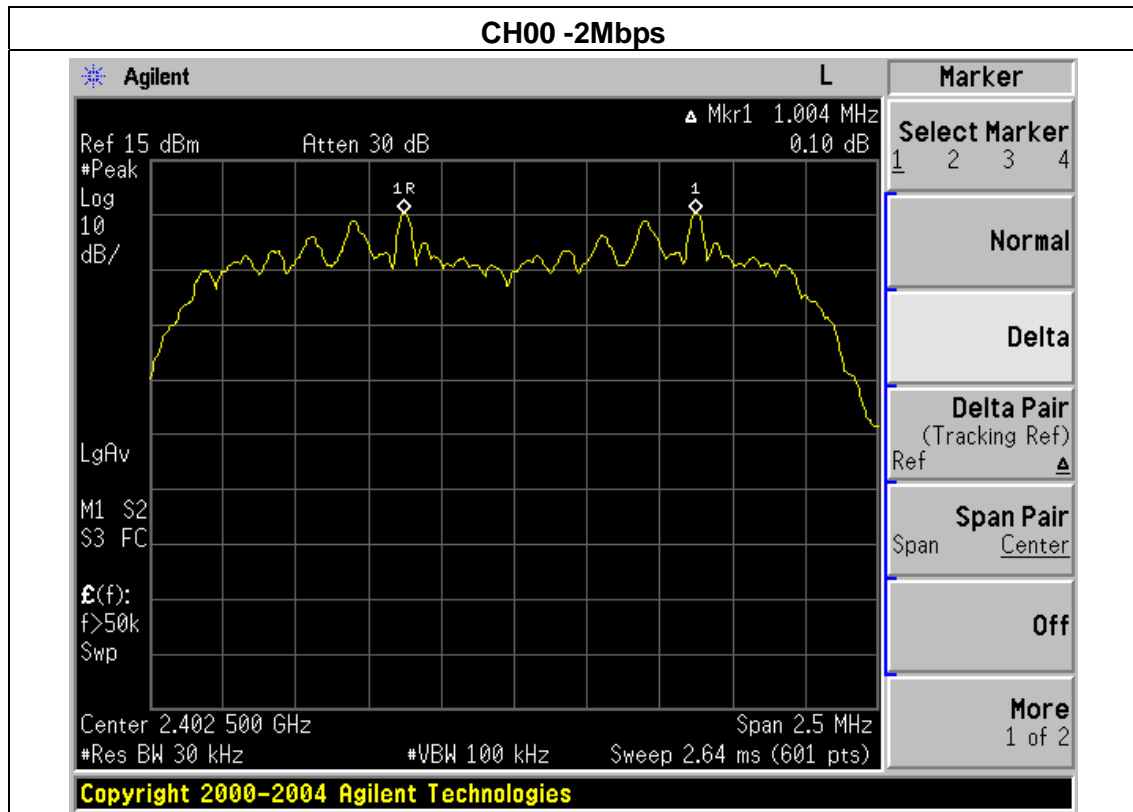 CH00 -2Mbps
Agilent L Marker
Δ Mkr1 1.004 MHz
Ref 15 dBm Atten 30 dB 0.10 dB
#Peak
Log
10
dB/
1R
1
LgAv
M1 S2
S3 FC
£(f):
f>50k
Swp
Center 2.402 500 GHz Span 2.5 MHz
#Res BW 30 kHz #VBW 100 kHz Sweep 2.64 ms (601 pts)
Select Marker
1 2 3 4
Normal
Delta
Delta Pair
(Tracking Ref)
Ref Δ
Span Pair
Span Center
Off
More
1 of 2
Copyright 2000-2004 Agilent Technologies